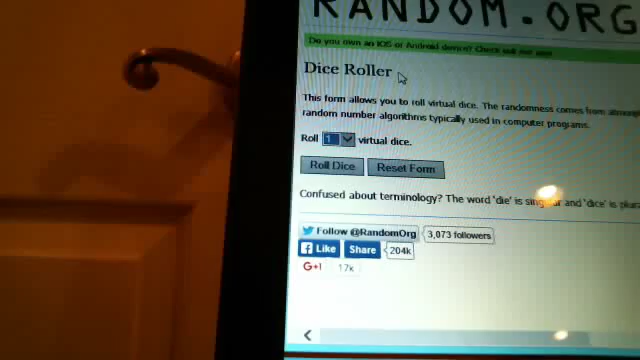 RANDOM.ORG
Do you own an iOS or Android device? Check out our app
Dice Roller
This form allows you to roll virtual dice. The randomness comes from
random number algorithms typically used in computer programs.
Roll 1 virtual dice.
Roll Dice Reset Form
Confused about terminology? The word 'die' is and 'dice' is
Follow @RandomOrg 3,073 followers
Like Share 204k
G+1 17k